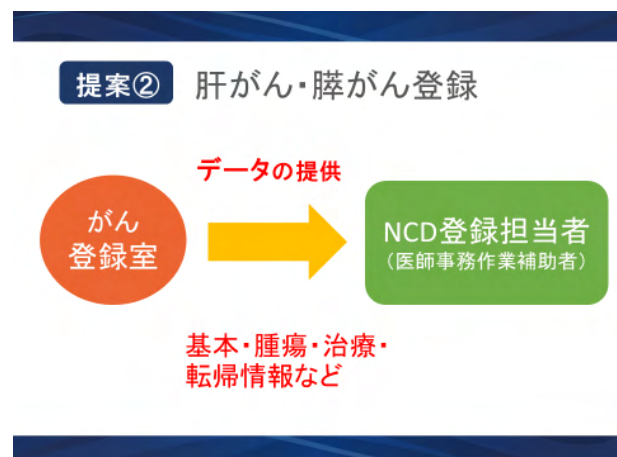 提案② 肝がん・膵がん登録
データの提供
がん
登録室
NCD登録担当者
（医師事務作業補助者）
基本・腫瘍・治療・
転帰情報など